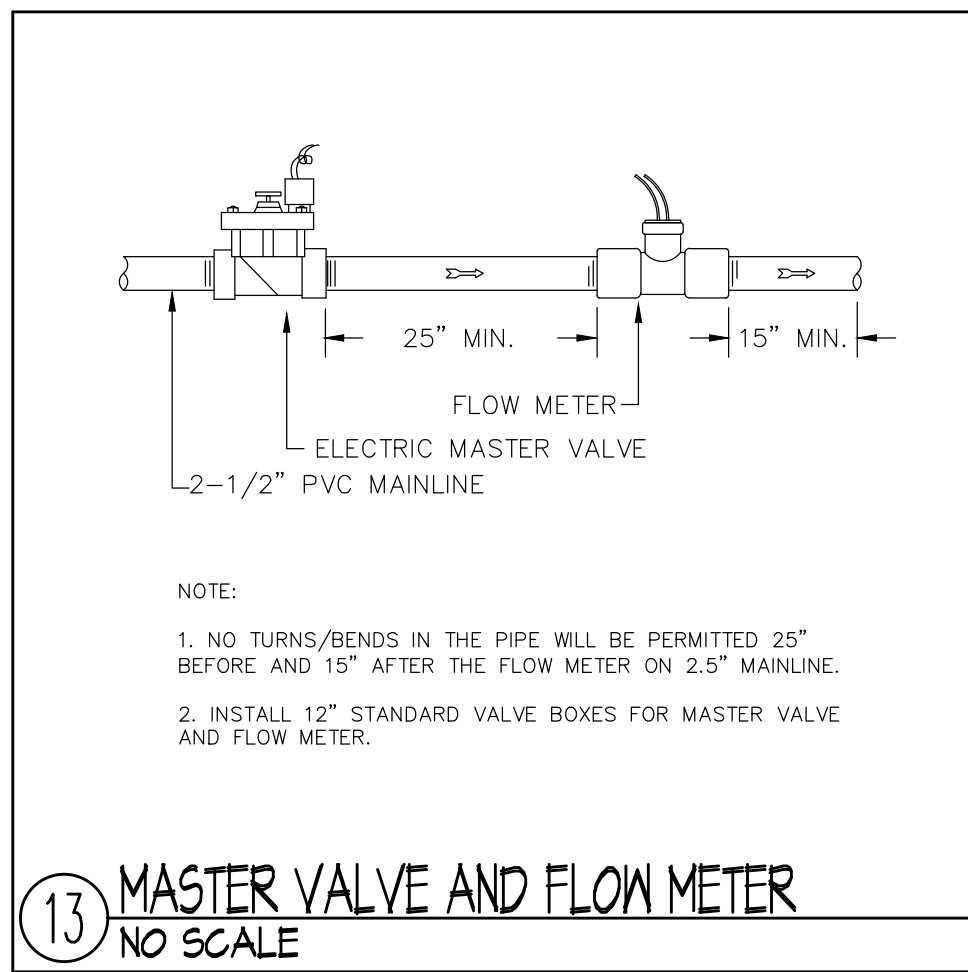 25” MIN.
15” MIN.
FLOW METER
ELECTRIC MASTER VALVE
2-1/2” PVC MAINLINE
NOTE:
1. NO TURNS/BENDS IN THE PIPE WILL BE PERMITTED 25”
BEFORE AND 15” AFTER THE FLOW METER ON 2.5” MAINLINE.
2. INSTALL 12” STANDARD VALVE BOXES FOR MASTER VALVE
AND FLOW METER.
13
MASTER VALVE AND FLOW METER
NO SCALE